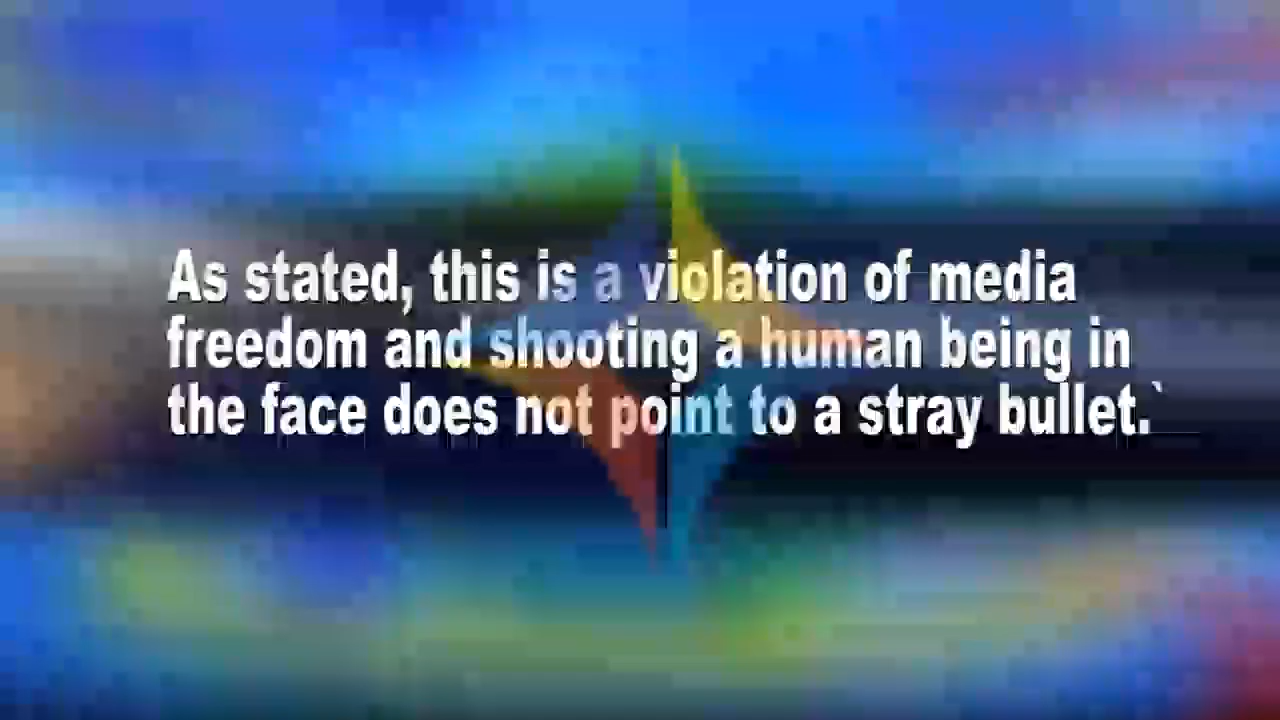 As stated, this is a violation of media
freedom and shooting a human being in
the face does not point to a stray bullet.`